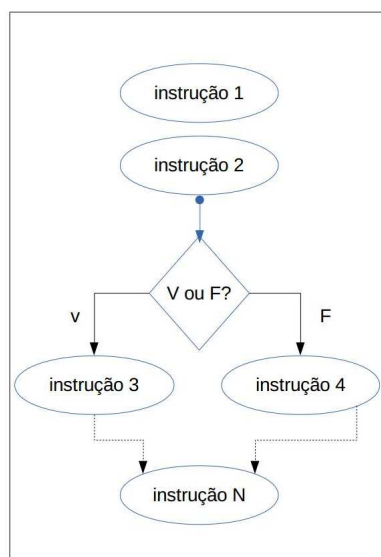 instrução 1
instrução 2
V ou F?
v
F
instrução 3
instrução 4
instrução N